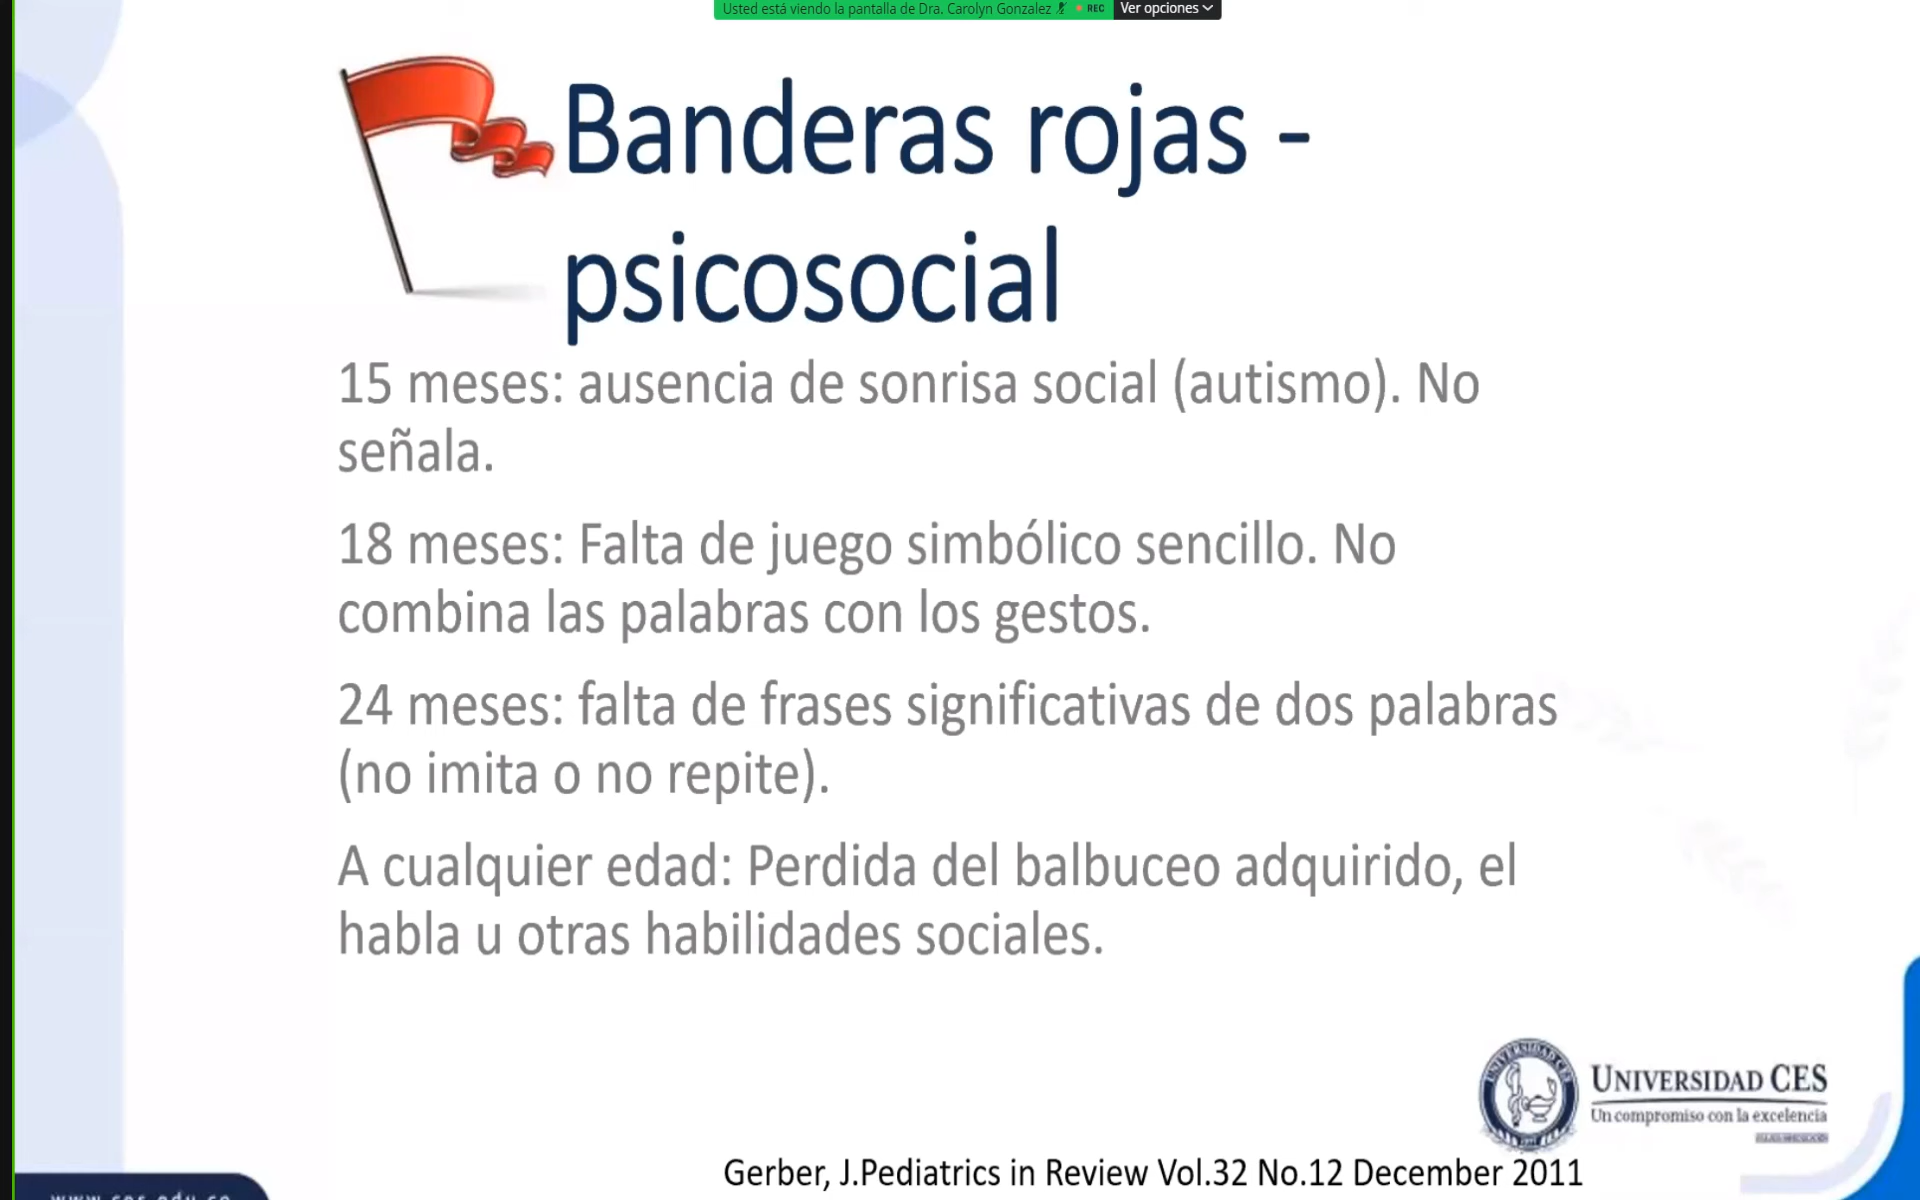 Usted está viendo la pantalla de Dra. Carolyn Gonzalez REC Ver opciones
Banderas rojas -
psicosocial
15 meses: ausencia de sonrisa social (autismo). No
señala.
18 meses: Falta de juego simbólico sencillo. No
combina las palabras con los gestos.
24 meses: falta de frases significativas de dos palabras
(no imita o no repite).
A cualquier edad: Perdida del balbuceo adquirido, el
habla u otras habilidades sociales.
UNIVERSIDAD CES
Un compromiso con la excelencia
Gerber, J.Pediatrics in Review Vol.32 No.12 December 2011